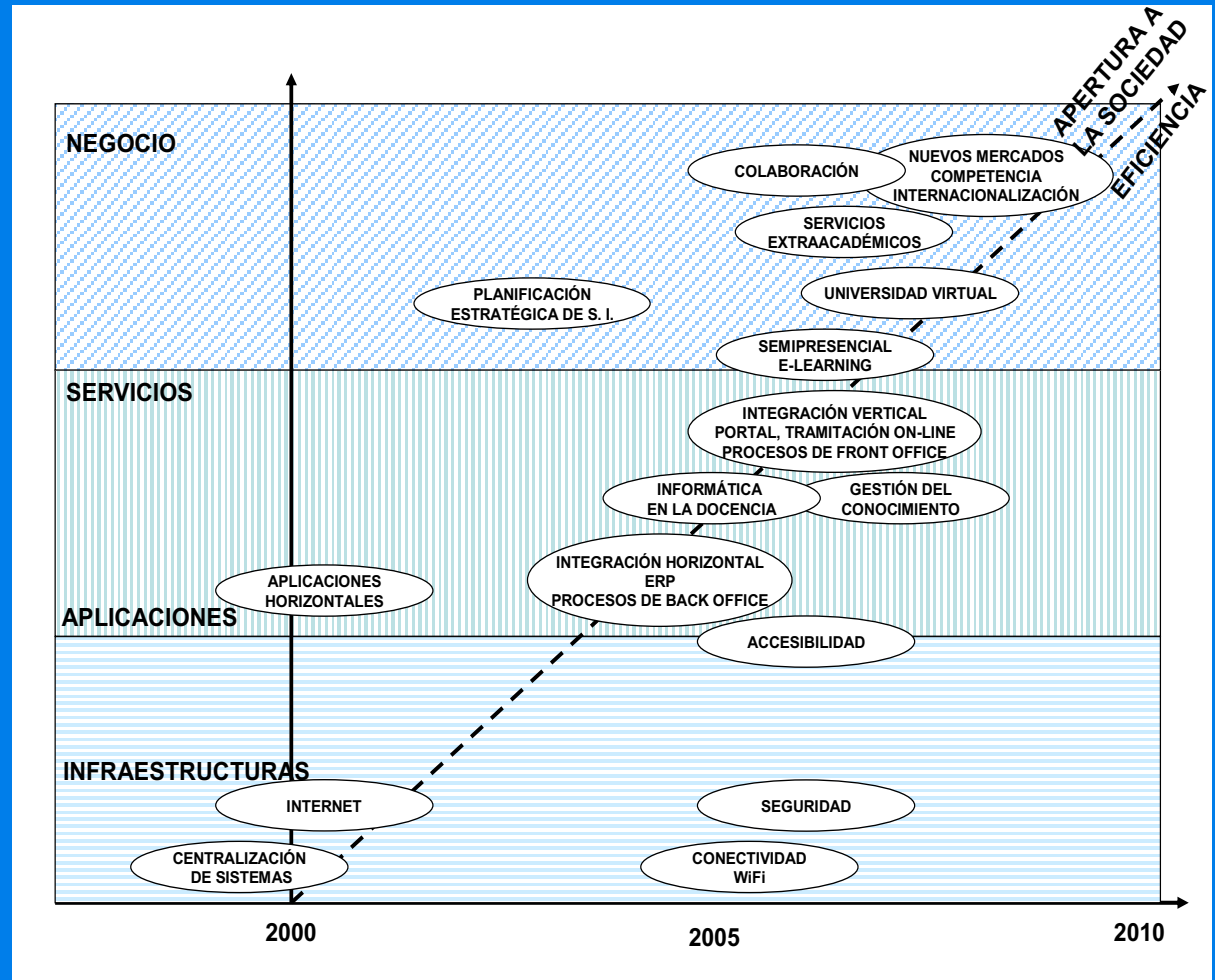 APERTURA A
LA SOCIEDAD
EFICIENCÍA
NEGOCIO
COLABORACIÓN
NUEVOS MERCADOS
COMPETENCIA
INTERNACIONALIZACIÓN
SERVICIOS
EXTRAACADÉMICOS
PLANIFICACIÓN
ESTRATÉGICA DE S. I.
UNIVERSIDAD VIRTUAL
SEMIPRESENCIAL
E-LEARNING
SERVICIOS
INTEGRACIÓN VERTICAL
PORTAL, TRAMITACIÓN ON-LINE
PROCESOS DE FRONT OFFICE
INFORMÁTICA
EN LA DOCENCIA
GESTIÓN DEL
CONOCIMIENTO
INTEGRACIÓN HORIZONTAL
ERP
PROCESOS DE BACK OFFICE
APLICACIONES
HORIZONTALES
APLICACIONES
ACCESIBILIDAD
INFRAESTRUCTURAS
INTERNET
SEGURIDAD
CENTRALIZACIÓN
DE SISTEMAS
CONECTIVIDAD
WiFi
2000
2005
2010